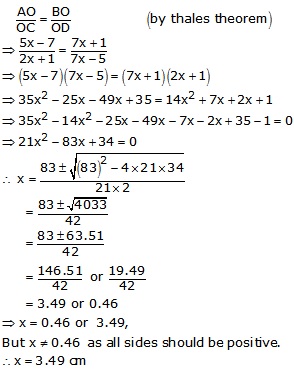 AO/OC = BO/OD (by thales theorem)
⇒ (5x − 7)/(2x + 1) = (7x + 1)/(7x − 5)
⇒ (5x − 7)(7x − 5) = (7x + 1)(2x + 1)
⇒ 35x² − 25x − 49x + 35 = 14x² + 7x + 2x + 1
⇒ 35x² − 14x² − 25x − 49x − 7x − 2x + 35 − 1 = 0
⇒ 21x² − 83x + 34 = 0
∴ x = (83 ± √((83)² − 4 × 21 × 34))/(21 × 2)
= (83 ± √4033)/42
= (83 ± 63.51)/42
= 146.51/42 or 19.49/42
= 3.49 or 0.46
⇒ x = 0.46 or 3.49,
But x ≠ 0.46 as all sides should be positive.
∴ x = 3.49 cm